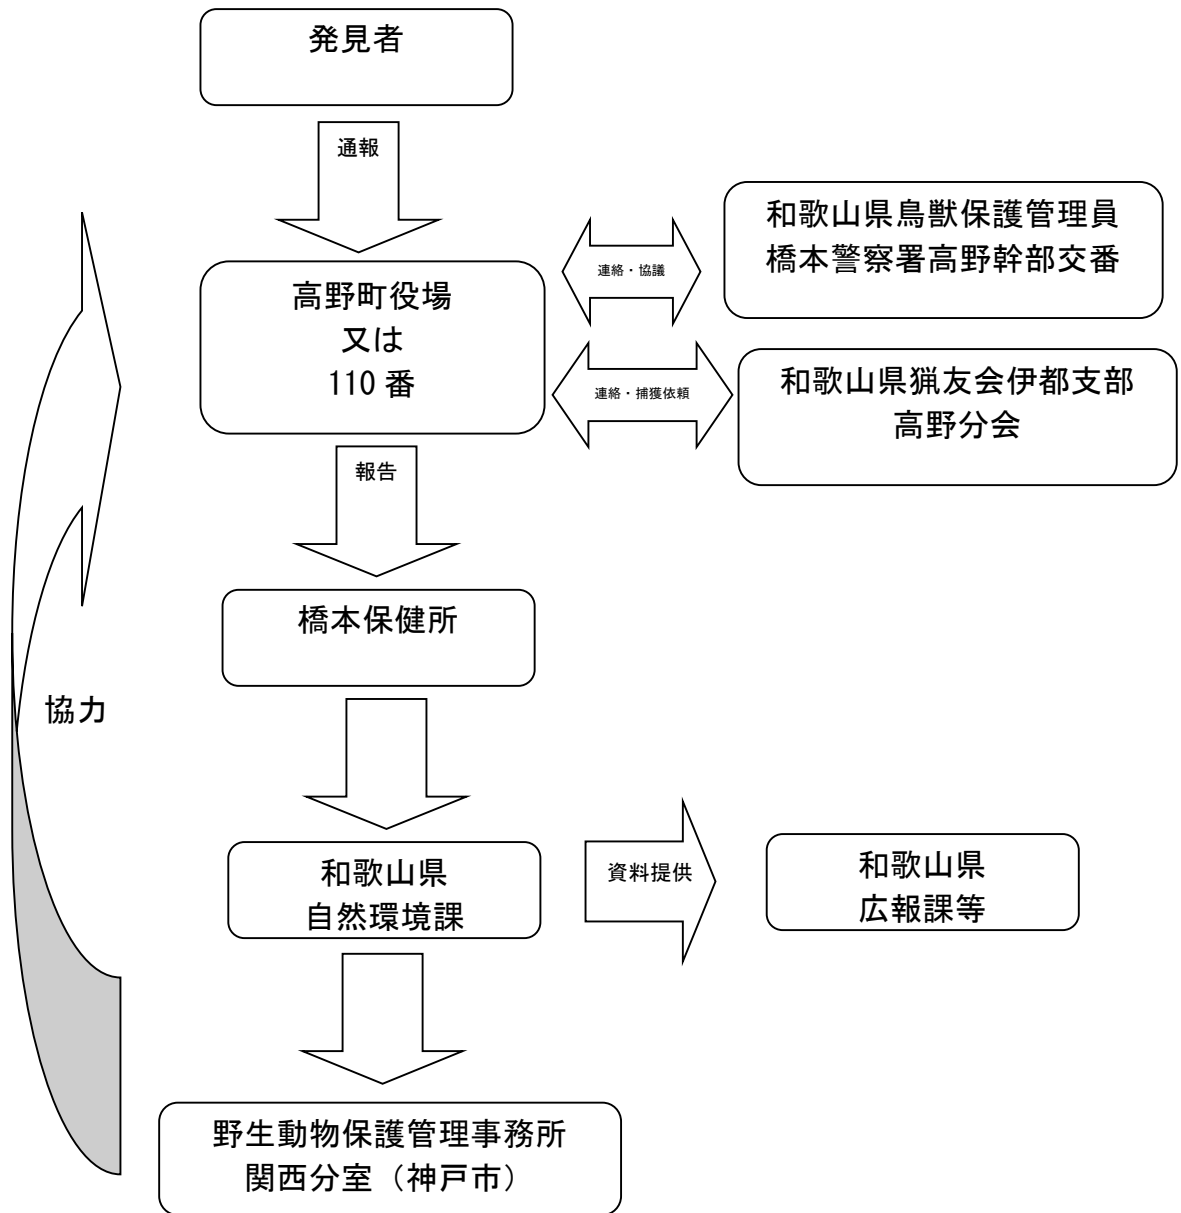 発見者
通報
和歌山県鳥獣保護管理員
橋本警察署高野幹部交番
連絡・協議
高野町役場
又は
110番
連絡・捕獲依頼
和歌山県猟友会伊都支部
高野分会
報告
橋本保健所
協力
和歌山県
自然環境課
資料提供
和歌山県
広報課等
野生動物保護管理事務所
関西分室（神戸市）